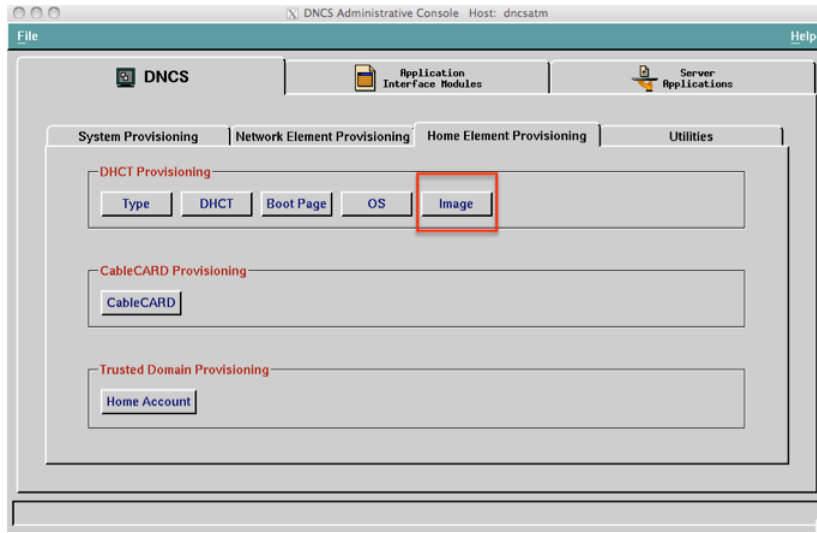 DNCS Administrative Console Host: dncsatm
File
Help
DNCS
Application
Interface Modules
Server
Applications
System Provisioning
Network Element Provisioning
Home Element Provisioning
Utilities
DHCT Provisioning
Type
DHCT
Boot Page
OS
Image
CableCARD Provisioning
CableCARD
Trusted Domain Provisioning
Home Account